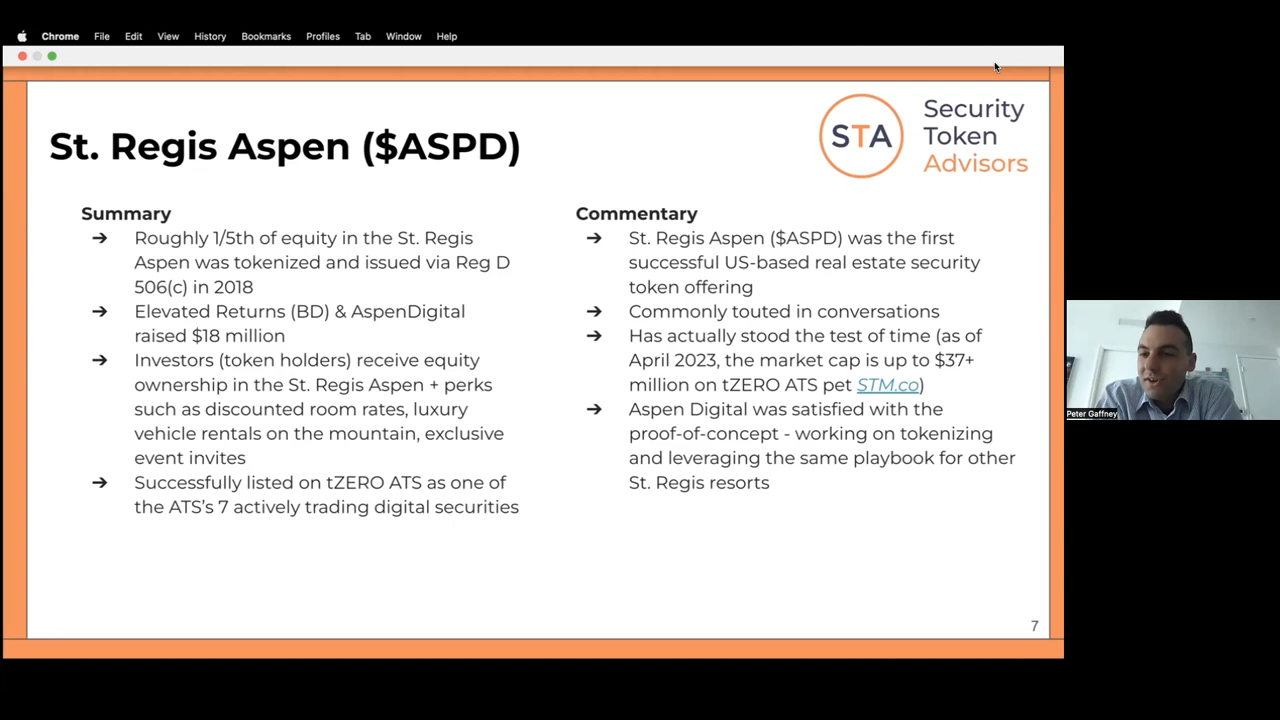 Chrome File Edit View History Bookmarks Profiles Tab Window Help
St. Regis Aspen ($ASPD)
STA
Security
Token
Advisors
Summary
➔ Roughly 1/5th of equity in the St. Regis
Aspen was tokenized and issued via Reg D
506(c) in 2018
➔ Elevated Returns (BD) & AspenDigital
raised $18 million
➔ Investors (token holders) receive equity
ownership in the St. Regis Aspen + perks
such as discounted room rates, luxury
vehicle rentals on the mountain, exclusive
event invites
➔ Successfully listed on tZERO ATS as one of
the ATS’s 7 actively trading digital securities
Commentary
➔ St. Regis Aspen ($ASPD) was the first
successful US-based real estate security
token offering
➔ Commonly touted in conversations
➔ Has actually stood the test of time (as of
April 2023, the market cap is up to $37+
million on tZERO ATS pet STM.co)
➔ Aspen Digital was satisfied with the
proof-of-concept - working on tokenizing
and leveraging the same playbook for other
St. Regis resorts
7
Peter Gaffney